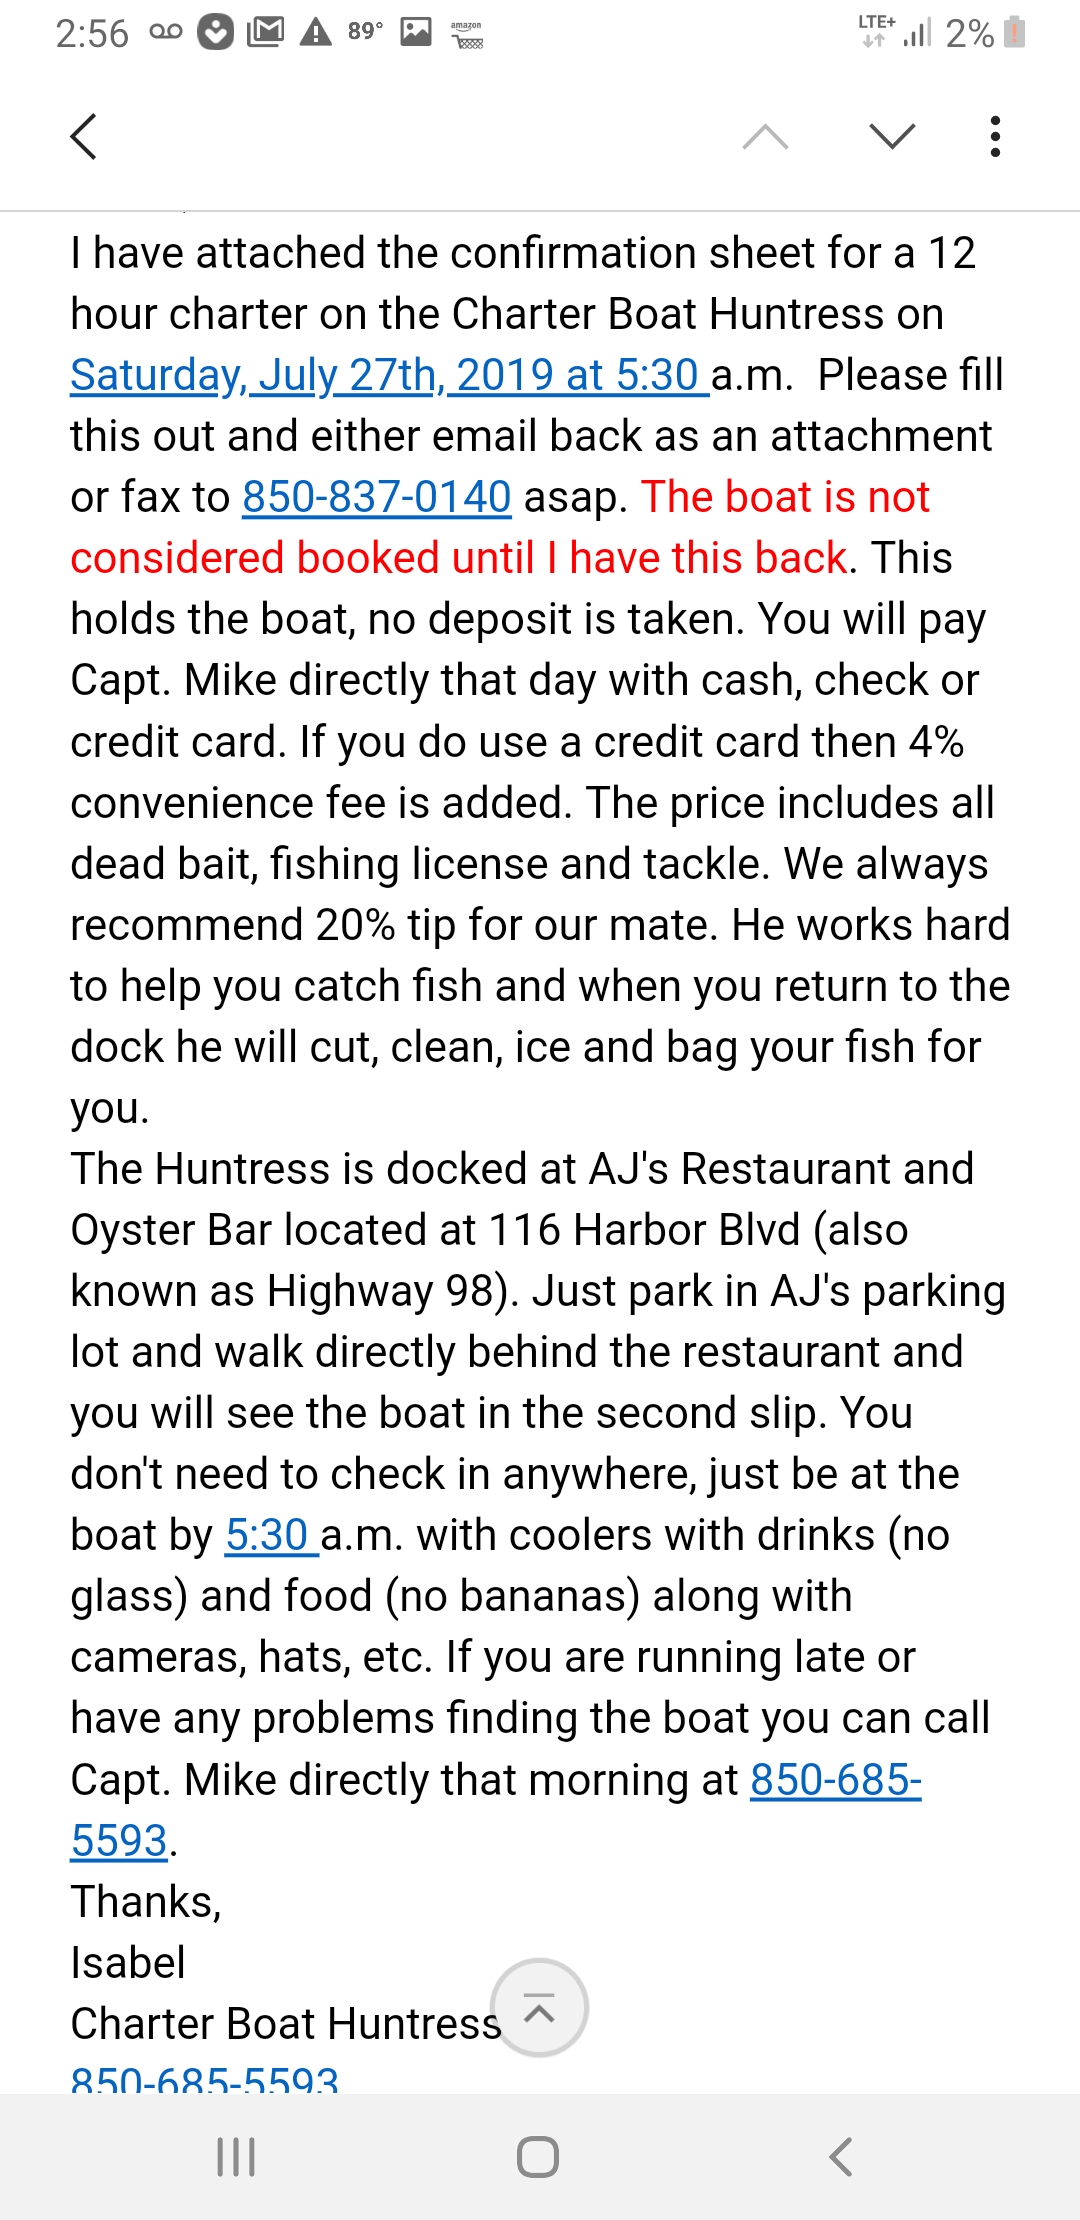 2:56 89° amazon LTE+ 2%
I have attached the confirmation sheet for a 12
hour charter on the Charter Boat Huntress on
Saturday, July 27th, 2019 at 5:30 a.m. Please fill
this out and either email back as an attachment
or fax to 850-837-0140 asap. The boat is not
considered booked until I have this back. This
holds the boat, no deposit is taken. You will pay
Capt. Mike directly that day with cash, check or
credit card. If you do use a credit card then 4%
convenience fee is added. The price includes all
dead bait, fishing license and tackle. We always
recommend 20% tip for our mate. He works hard
to help you catch fish and when you return to the
dock he will cut, clean, ice and bag your fish for
you.
The Huntress is docked at AJ's Restaurant and
Oyster Bar located at 116 Harbor Blvd (also
known as Highway 98). Just park in AJ's parking
lot and walk directly behind the restaurant and
you will see the boat in the second slip. You
don't need to check in anywhere, just be at the
boat by 5:30 a.m. with coolers with drinks (no
glass) and food (no bananas) along with
cameras, hats, etc. If you are running late or
have any problems finding the boat you can call
Capt. Mike directly that morning at 850-685-
5593.
Thanks,
Isabel
Charter Boat Huntress
850-685-5593